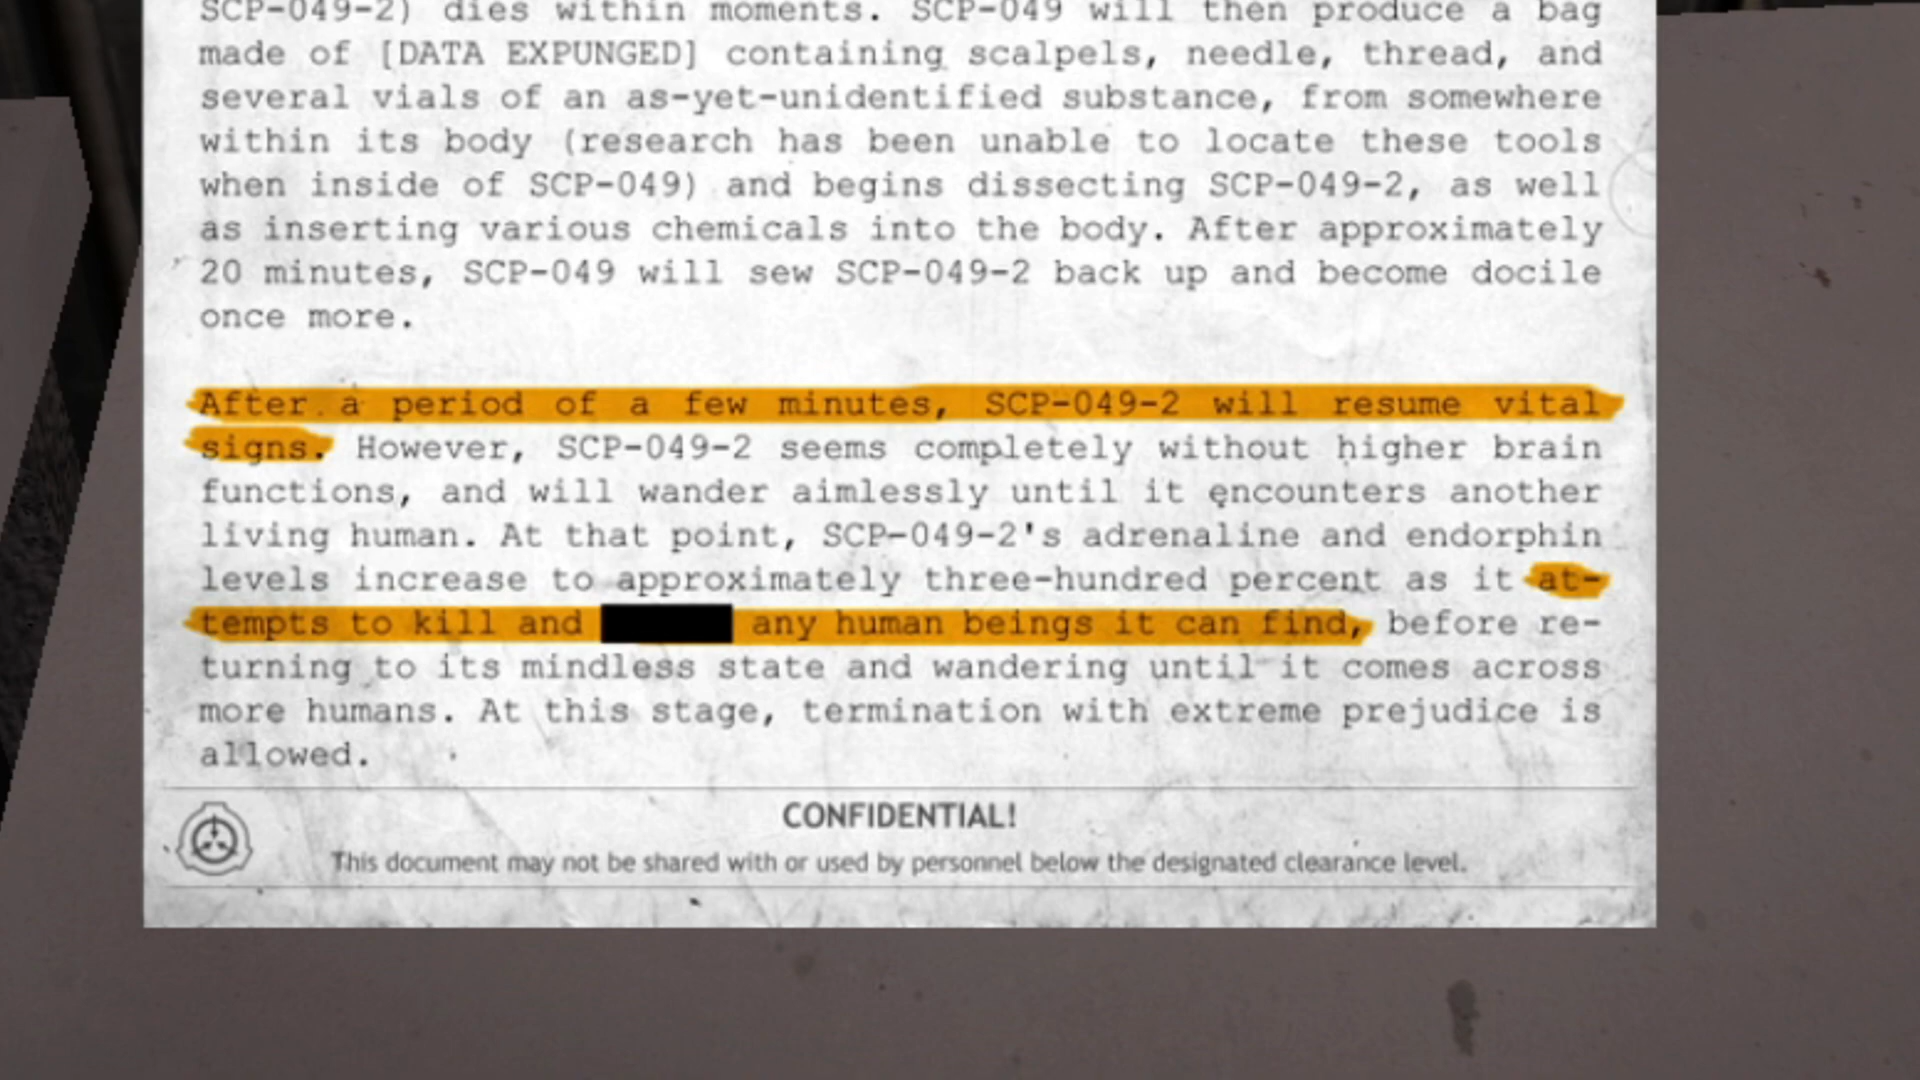 SCP-049-2) dies within moments. SCP-049 will then produce a bag
made of [DATA EXPUNGED] containing scalpels, needle, thread, and
several vials of an as-yet-unidentified substance, from somewhere
within its body (research has been unable to locate these tools
when inside of SCP-049) and begins dissecting SCP-049-2, as well
as inserting various chemicals into the body. After approximately
20 minutes, SCP-049 will sew SCP-049-2 back up and become docile
once more.
After a period of a few minutes, SCP-049-2 will resume vital
signs. However, SCP-049-2 seems completely without higher brain
functions, and will wander aimlessly until it encounters another
living human. At that point, SCP-049-2's adrenaline and endorphin
levels increase to approximately three-hundred percent as it at-
tempts to kill and any human beings it can find, before re-
turning to its mindless state and wandering until it comes across
more humans. At this stage, termination with extreme prejudice is
allowed.
CONFIDENTIAL!
This document may not be shared with or used by personnel below the designated clearance level.